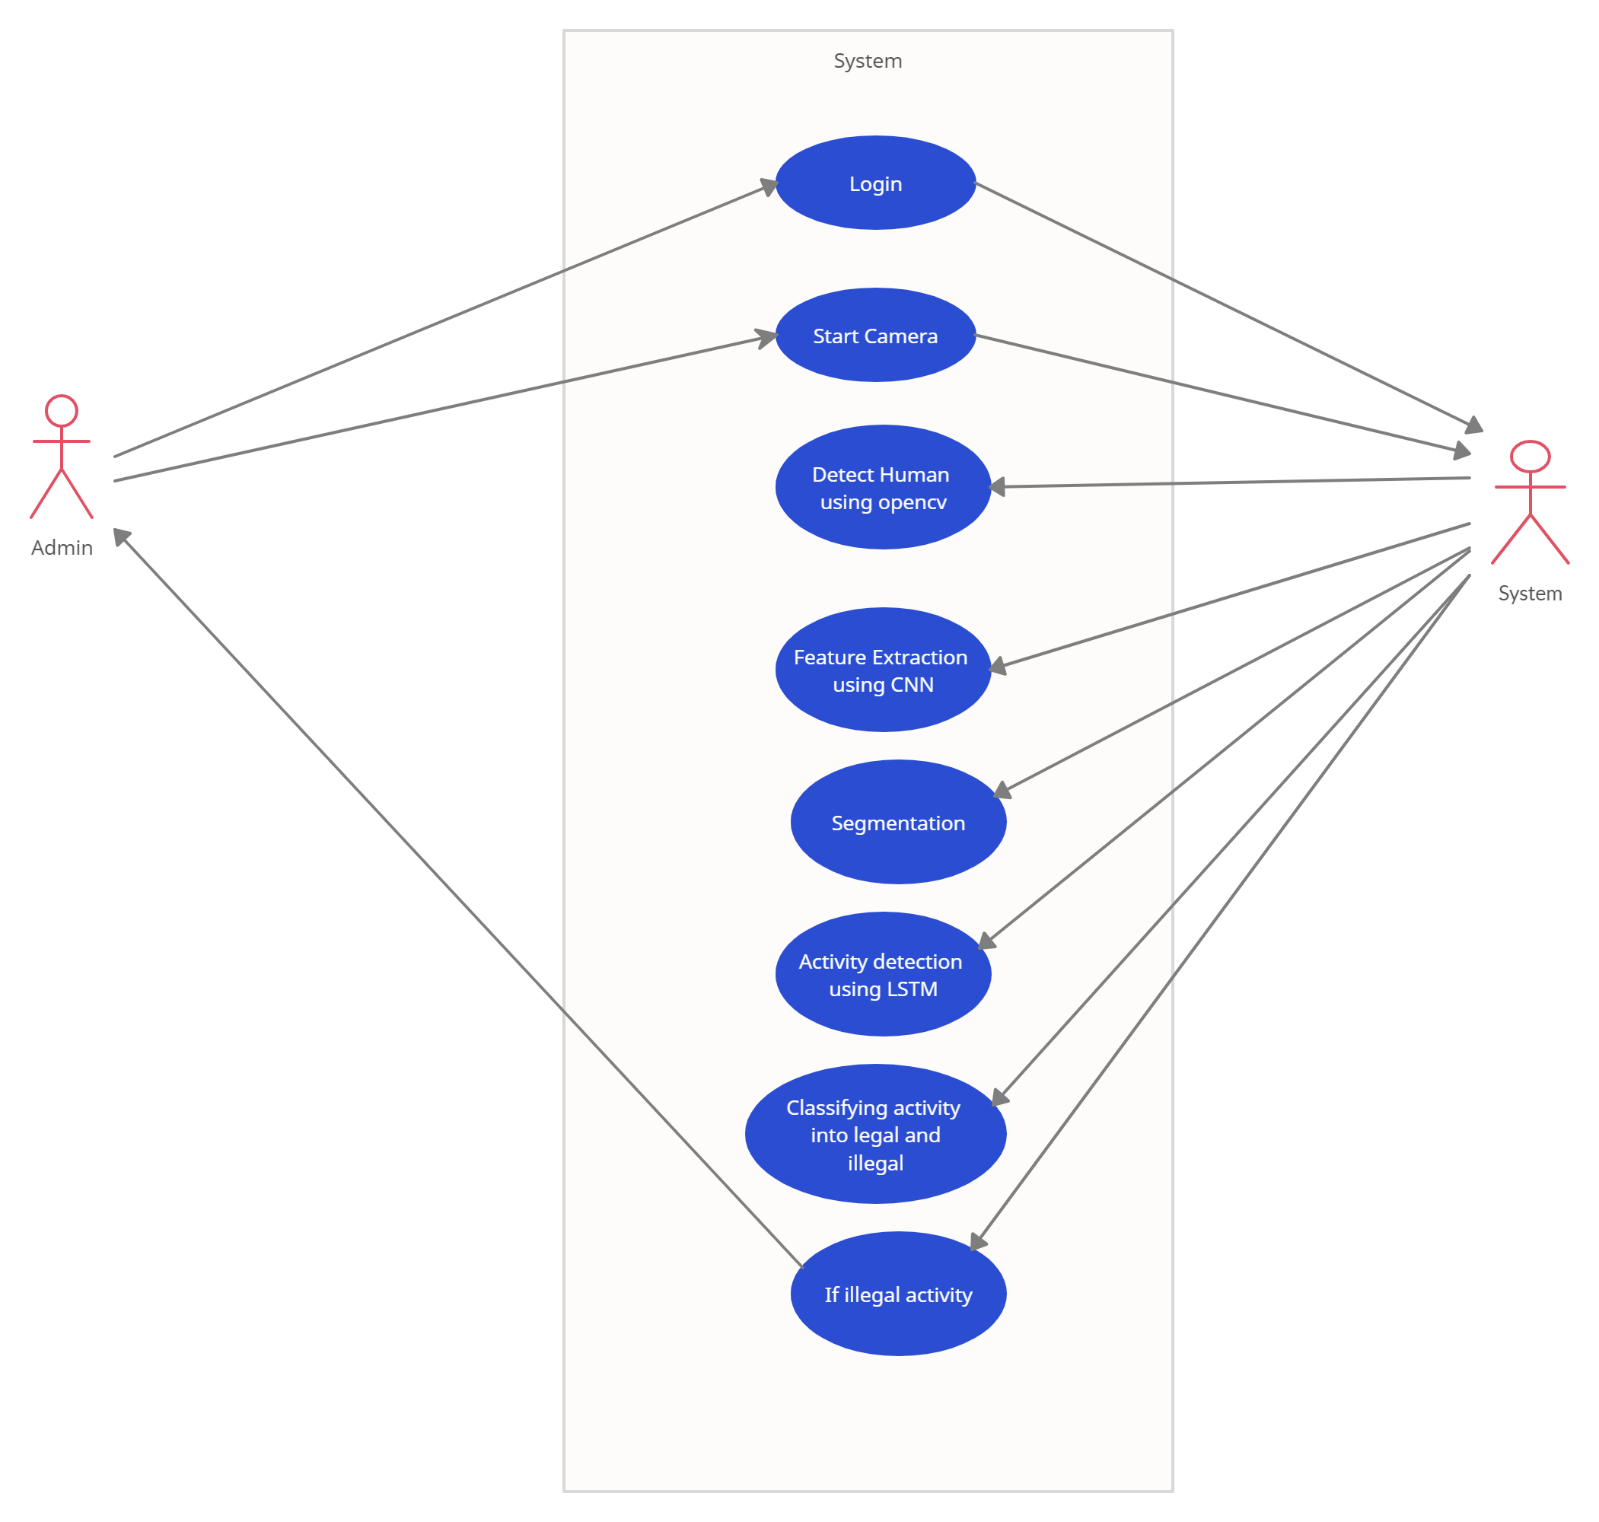 System
Login
Start Camera
Detect Human
using opencv
Admin
System
Feature Extraction
using CNN
Segmentation
Activity detection
using LSTM
Classifying activity
into legal and
illegal
If illegal activity